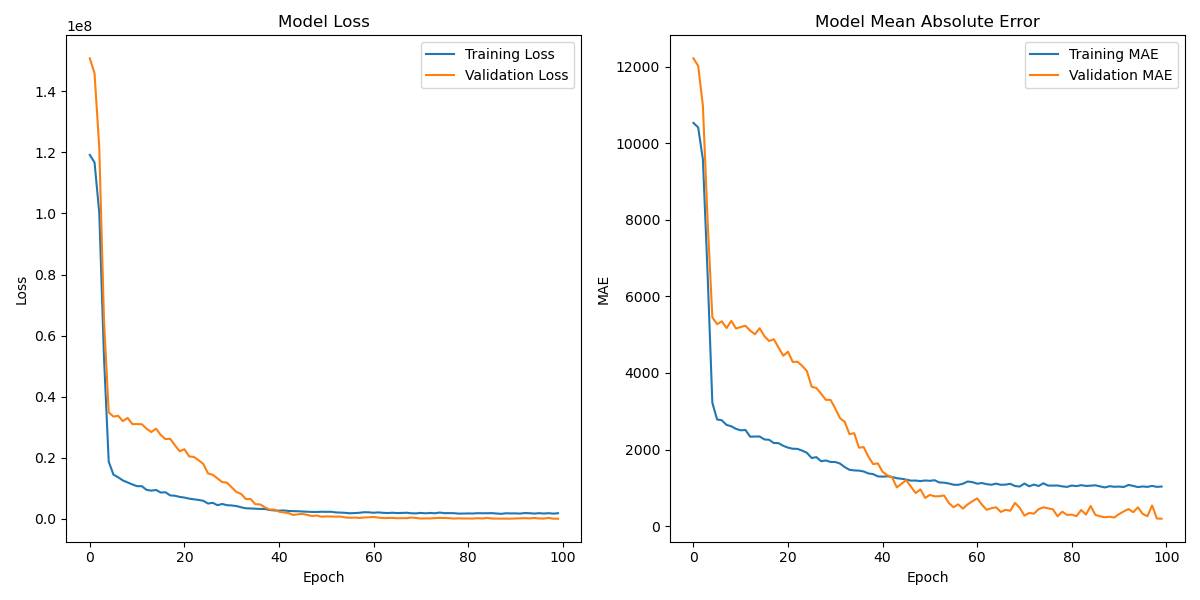 Model Loss
1e8
Training Loss
Validation Loss
1.4
1.2
1.0
0.8
0.6
0.4
0.2
0.0
0 20 40 60 80 100
Epoch
Loss
Model Mean Absolute Error
Training MAE
Validation MAE
12000
10000
8000
6000
4000
2000
0
0 20 40 60 80 100
Epoch
MAE